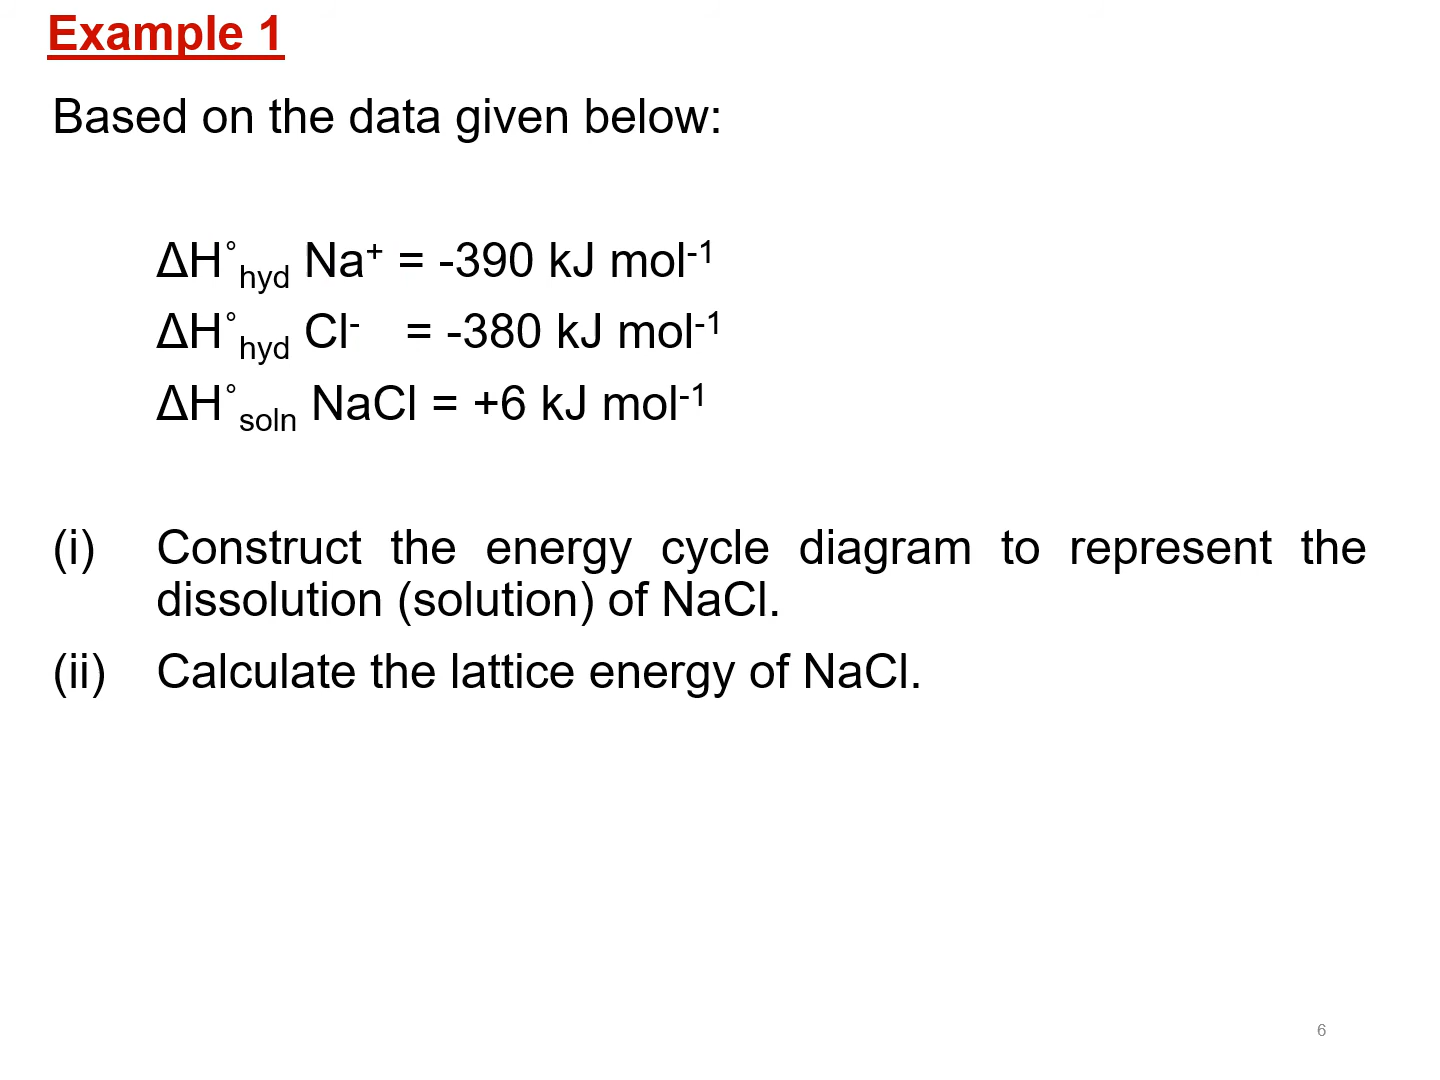 Example 1
Based on the data given below:
ΔH°hyd Na⁺ = -390 kJ mol⁻¹
ΔH°hyd Cl⁻ = -380 kJ mol⁻¹
ΔH°soln NaCl = +6 kJ mol⁻¹
(i) Construct the energy cycle diagram to represent the
dissolution (solution) of NaCl.
(ii) Calculate the lattice energy of NaCl.
6